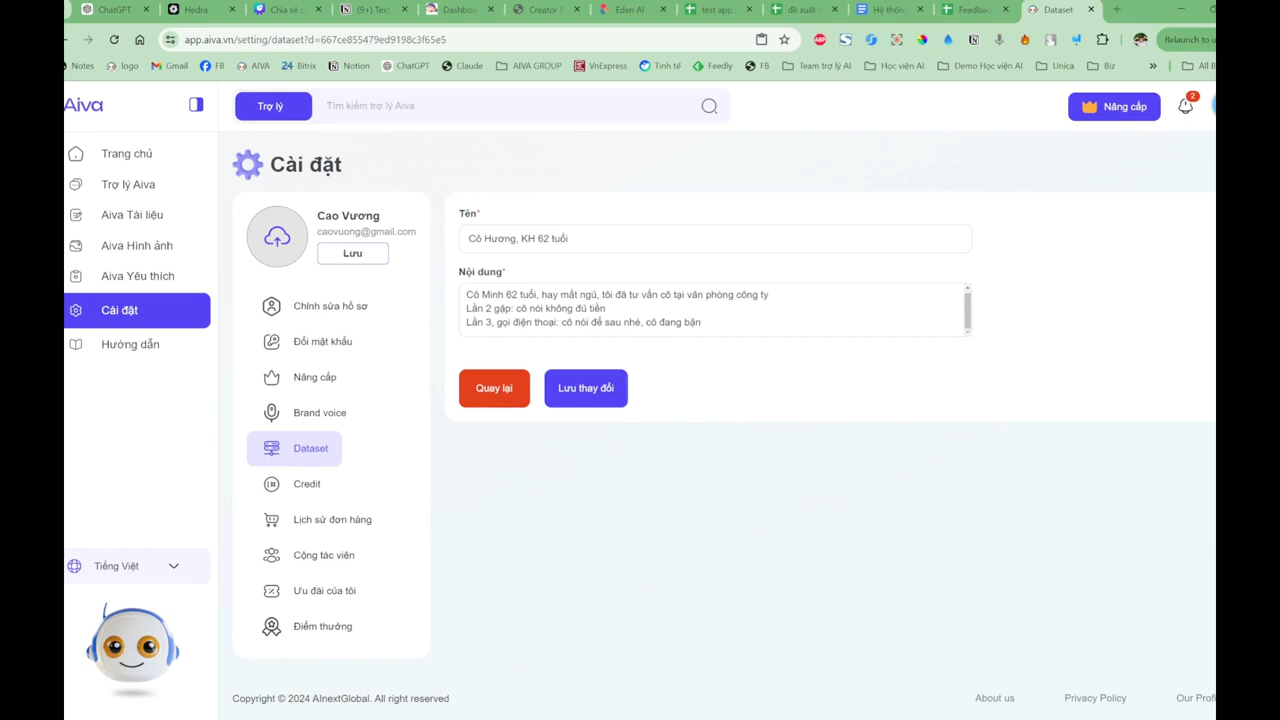 ChatGPT
Hedra
Chia sẻ c
(9+) Text
Dashboa
Creator P
Eden AI
test app
đề xuất A
Hệ thống
Feedback
Dataset
app.aiva.vn/setting/dataset?d=667ce855479ed9198c3f65e5
Relaunch to u
Notes
logo
Gmail
FB
AIVA
24 Bitrix
Notion
ChatGPT
Claude
AIVA GROUP
VnExpress
Tinh tế
Feedly
FB
Team trợ lý AI
Học viện AI
Demo Học viện AI
Unica
Biz
All B
Aiva
Trợ lý
Tìm kiếm trợ lý Aiva
Nâng cấp
2
Trang chủ
Trợ lý Aiva
Aiva Tài liệu
Aiva Hình ảnh
Aiva Yêu thích
Cài đặt
Hướng dẫn
Tiếng Việt
Cài đặt
Cao Vương
caovuong@gmail.com
Lưu
Chỉnh sửa hồ sơ
Đổi mật khẩu
Nâng cấp
Brand voice
Dataset
Credit
Lịch sử đơn hàng
Cộng tác viên
Ưu đãi của tôi
Điểm thưởng
Tên*
Cô Hương, KH 62 tuổi
Nội dung*
Cô Minh 62 tuổi, hay mất ngủ, tôi đã tư vấn cô tại văn phòng công ty
Lần 2 gặp: cô nói không đủ tiền
Lần 3, gọi điện thoại: cô nói để sau nhé, cô đang bận
Quay lại
Lưu thay đổi
Copyright © 2024 AInextGlobal. All right reserved
About us
Privacy Policy
Our Profi